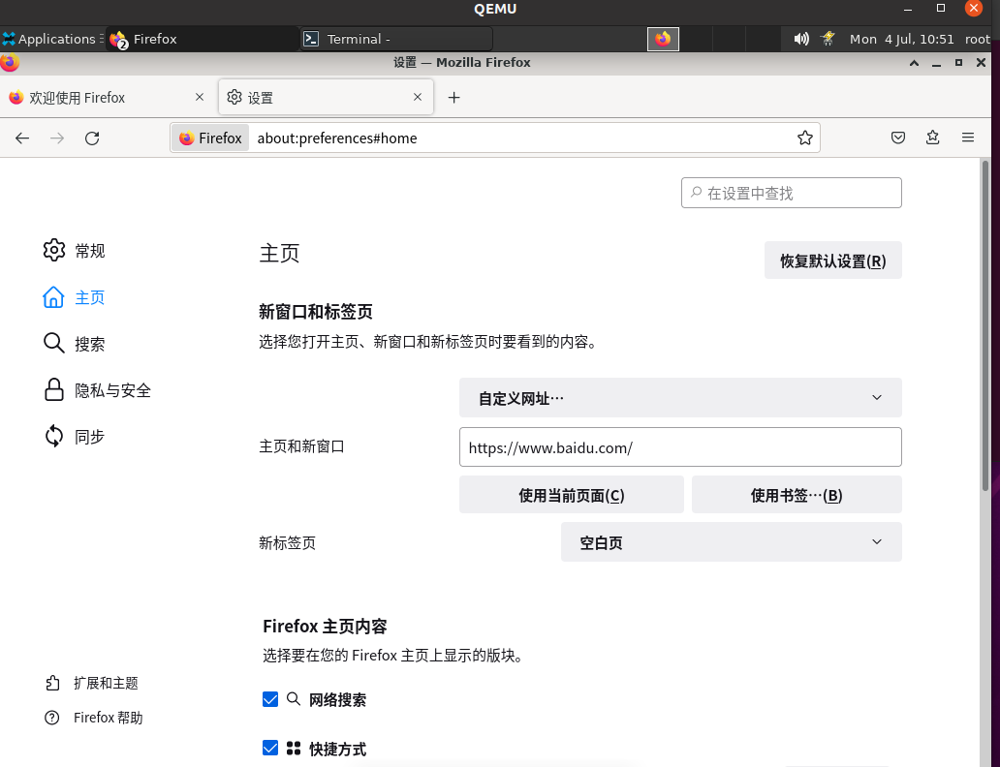 QEMU
Applications Firefox Terminal - Mon 4 Jul, 10:51 root
设置 — Mozilla Firefox
欢迎使用 Firefox 设置
Firefox about:preferences#home
在设置中查找
常规
主页
搜索
隐私与安全
同步
扩展和主题
Firefox 帮助
主页
恢复默认设置(R)
新窗口和标签页
选择您打开主页、新窗口和新标签页时要看到的内容。
自定义网址…
主页和新窗口
https://www.baidu.com/
使用当前页面(C) 使用书签…(B)
新标签页 空白页
Firefox 主页内容
选择要在您的 Firefox 主页上显示的版块。
网络搜索
快捷方式